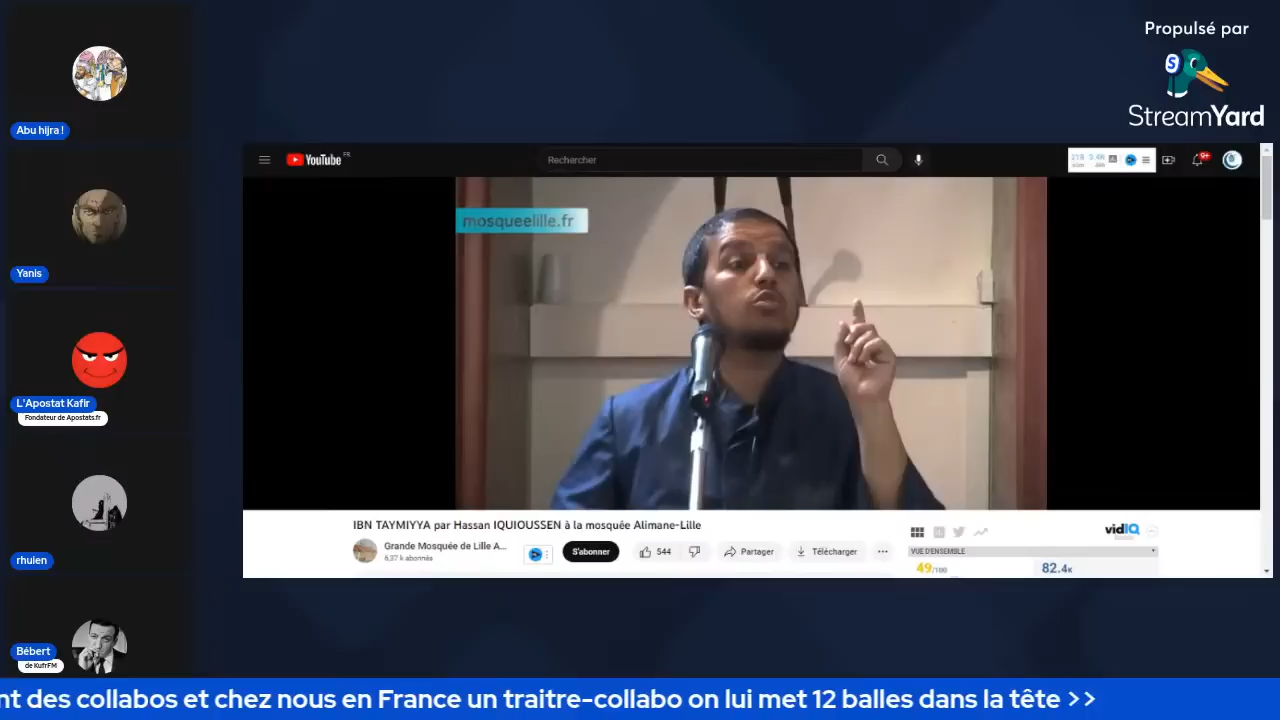 Propulsé par
StreamYard
Abu hijra !
Yanis
L'Apostat Kafir
Fondateur de Apostats.fr
rhuien
Bébert
de KufrFM
YouTube FR
Rechercher
9+
mosqueelille.fr
IBN TAYMIYYA par Hassan IQUIOUSSEN à la mosquée Alimane-Lille
Grande Mosquée de Lille A...
6,37 k abonnés
S'abonner
544
Partager
Télécharger
vidIQ
VUE D'ENSEMBLE
49/100
82.4K
nt des collabos et chez nous en France un traitre-collabo on lui met 12 balles dans la tête >>